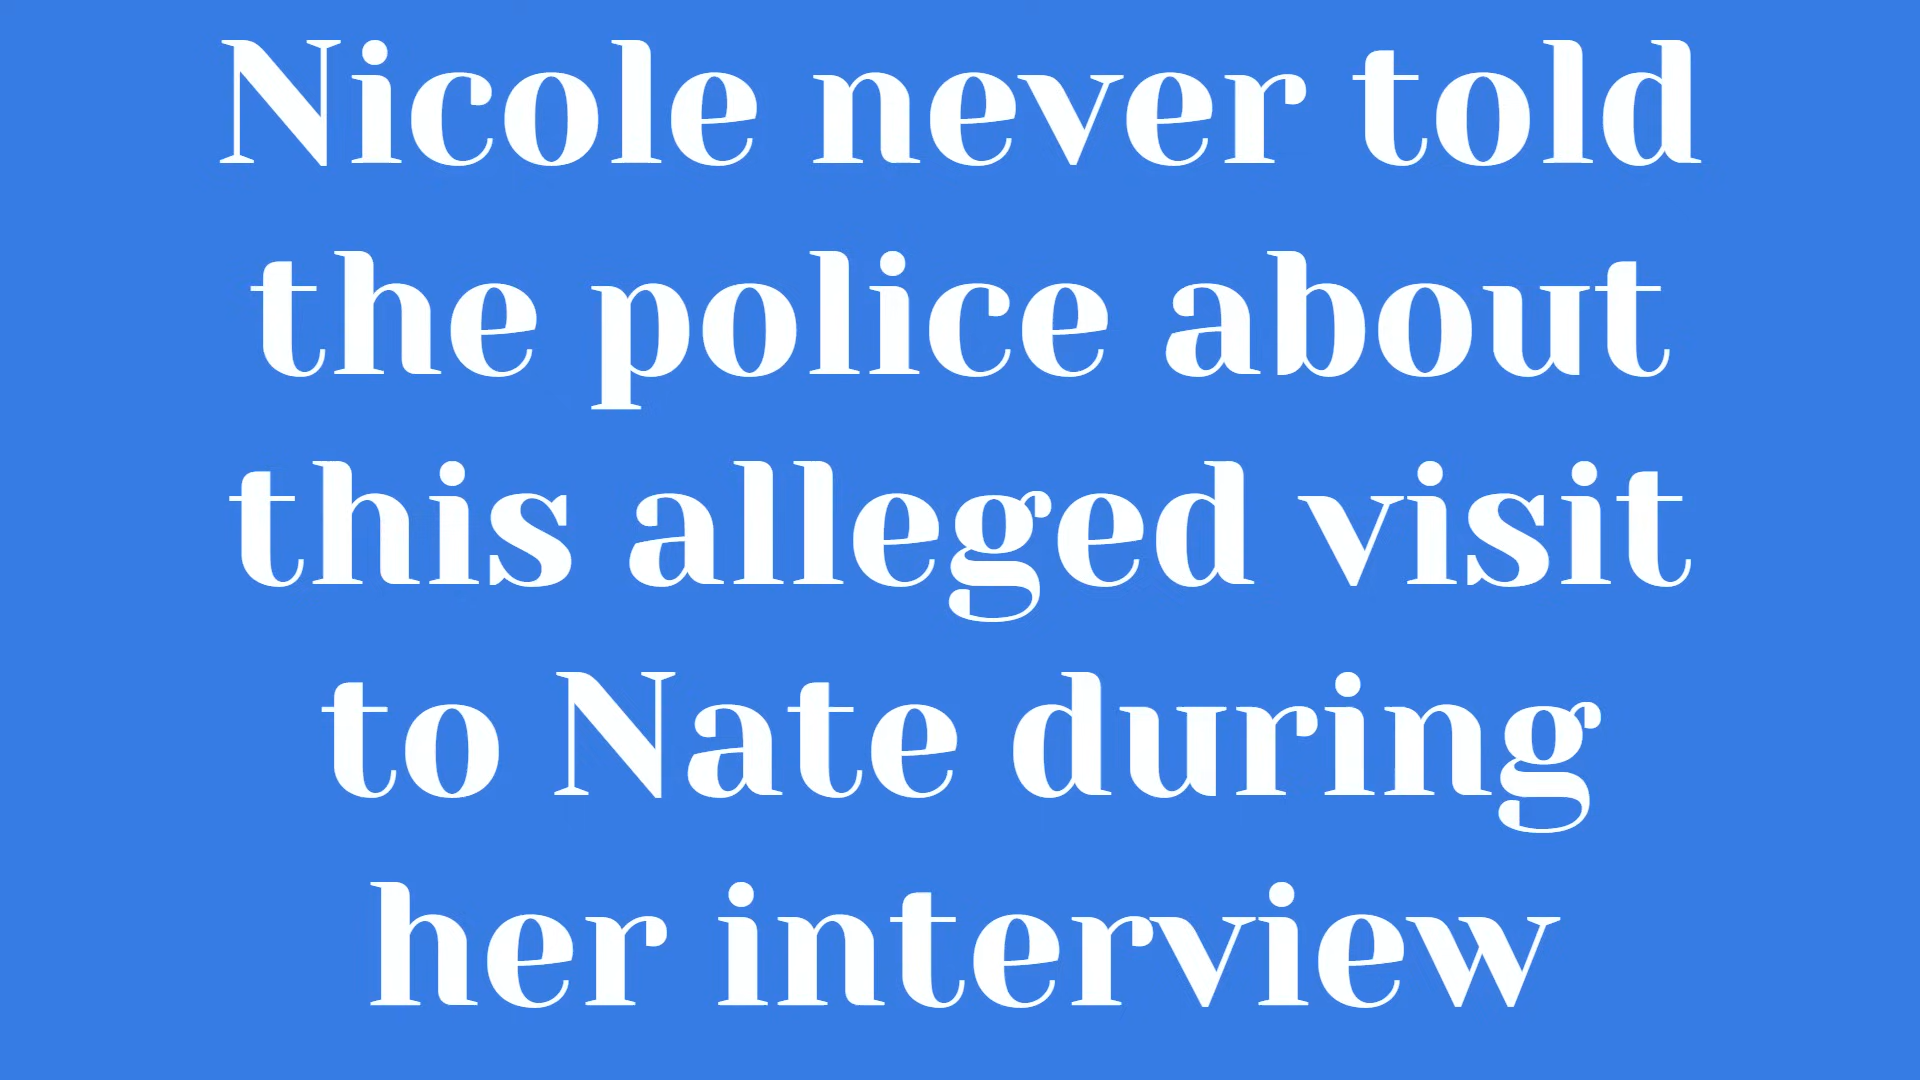 Nicole never told
the police about
this alleged visit
to Nate during
her interview